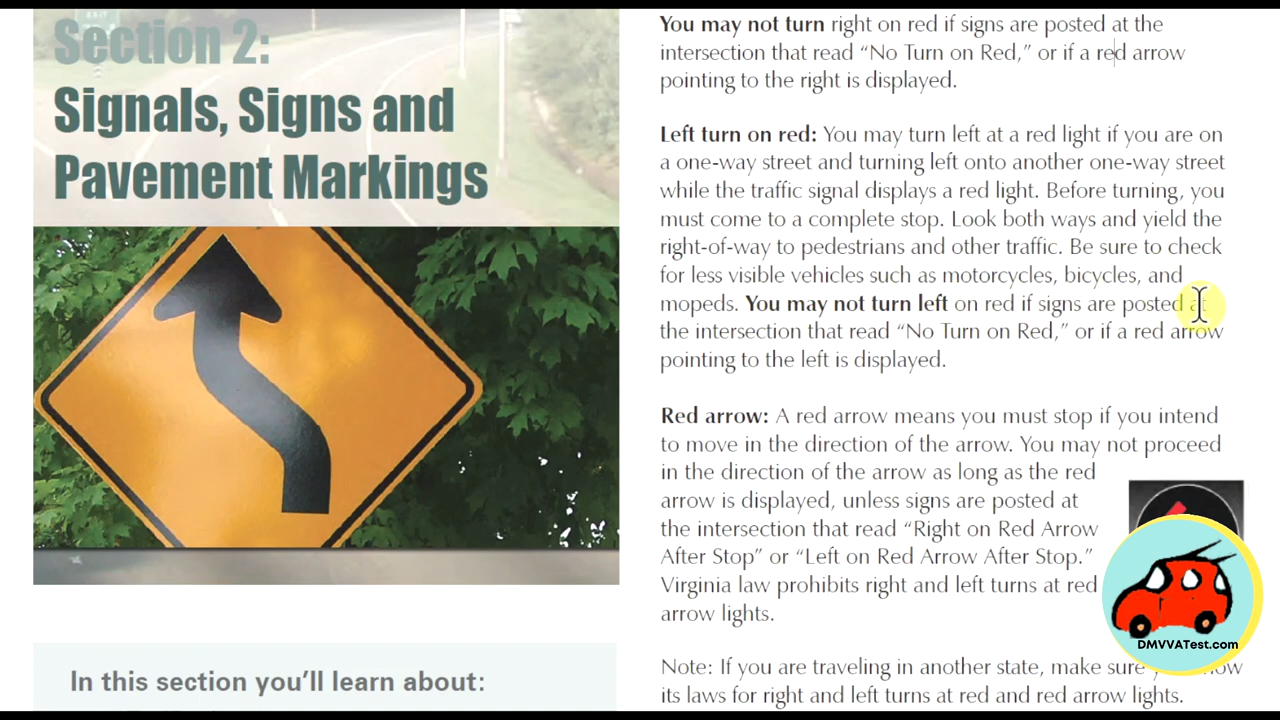 Section 2:
Signals, Signs and
Pavement Markings
In this section you'll learn about:
You may not turn right on red if signs are posted at the
intersection that read “No Turn on Red,” or if a red arrow
pointing to the right is displayed.
Left turn on red: You may turn left at a red light if you are on
a one-way street and turning left onto another one-way street
while the traffic signal displays a red light. Before turning, you
must come to a complete stop. Look both ways and yield the
right-of-way to pedestrians and other traffic. Be sure to check
for less visible vehicles such as motorcycles, bicycles, and
mopeds. You may not turn left on red if signs are posted at
the intersection that read “No Turn on Red,” or if a red arrow
pointing to the left is displayed.
Red arrow: A red arrow means you must stop if you intend
to move in the direction of the arrow. You may not proceed
in the direction of the arrow as long as the red
arrow is displayed, unless signs are posted at
the intersection that read “Right on Red Arrow
After Stop” or “Left on Red Arrow After Stop.”
Virginia law prohibits right and left turns at red
arrow lights.
Note: If you are traveling in another state, make sure
its laws for right and left turns at red and red arrow lights.
DMVVATest.com